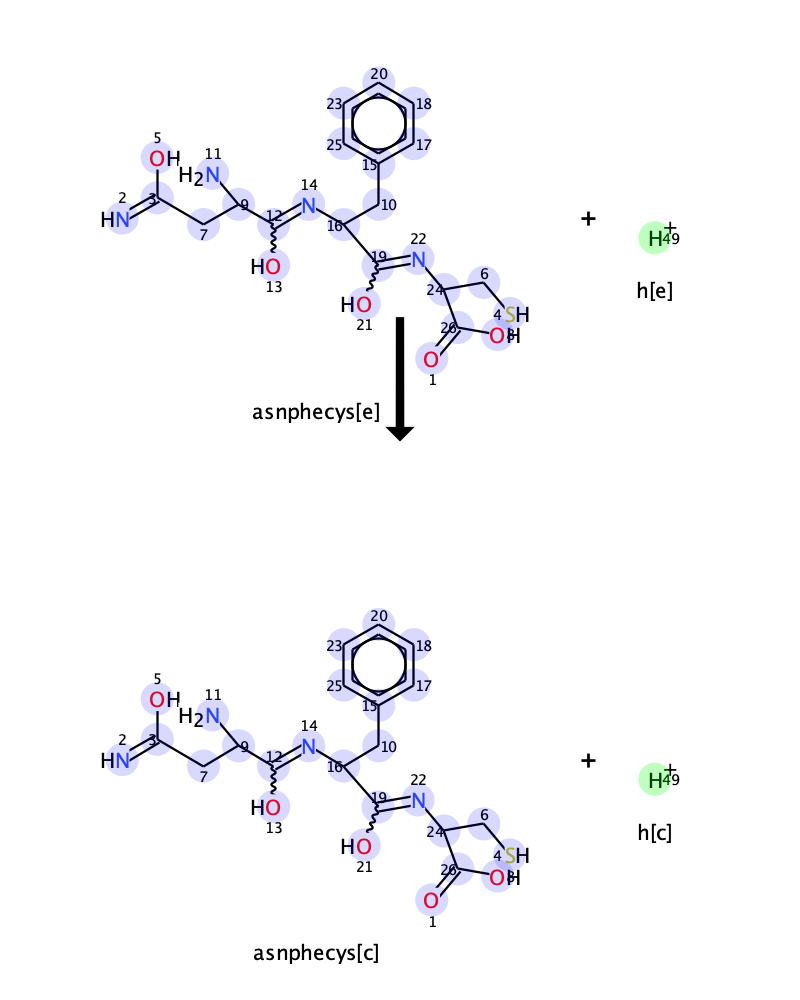 20
23
18
5
OH
11
H₂N
25
17
15
14
N
2
HN
3
9
12
10
7
16
+
H+
49
22
N
19
HO
13
h[e]
6
24
HO
21
4
SH
26
OH
8
O
1
asnphecys[e]
20
23
18
5
OH
11
H₂N
25
17
15
14
N
2
HN
3
9
12
10
7
16
+
H+
49
22
N
19
HO
13
h[c]
6
24
HO
21
4
SH
26
OH
8
O
1
asnphecys[c]